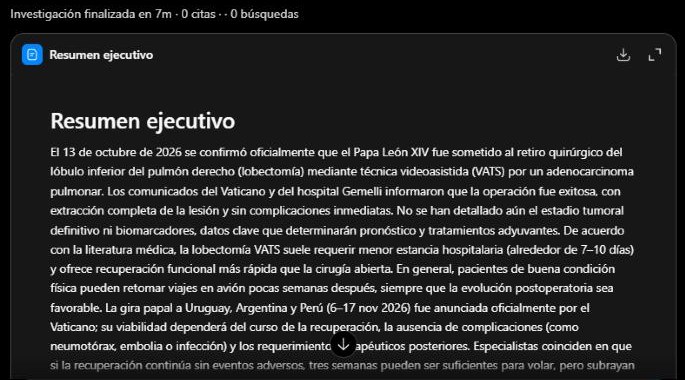 Investigación finalizada en 7m · 0 citas · · 0 búsquedas
Resumen ejecutivo
Resumen ejecutivo
El 13 de octubre de 2026 se confirmó oficialmente que el Papa León XIV fue sometido al retiro quirúrgico del
lóbulo inferior del pulmón derecho (lobectomía) mediante técnica videoasistida (VATS) por un adenocarcinoma
pulmonar. Los comunicados del Vaticano y del hospital Gemelli informaron que la operación fue exitosa, con
extracción completa de la lesión y sin complicaciones inmediatas. No se han detallado aún el estadio tumoral
definitivo ni biomarcadores, datos clave que determinarán pronóstico y tratamientos adyuvantes. De acuerdo
con la literatura médica, la lobectomía VATS suele requerir menor estancia hospitalaria (alrededor de 7–10 días)
y ofrece recuperación funcional más rápida que la cirugía abierta. En general, pacientes de buena condición
física pueden retomar viajes en avión pocas semanas después, siempre que la evolución postoperatoria sea
favorable. La gira papal a Uruguay, Argentina y Perú (6–17 nov 2026) fue anunciada oficialmente por el
Vaticano; su viabilidad dependerá del curso de la recuperación, la ausencia de complicaciones (como
neumotórax, embolia o infección) y los requerimiento apéuticos posteriores. Especialistas coinciden en que
si la recuperación continúa sin eventos adversos, tres semanas pueden ser suficientes para volar, pero subrayan